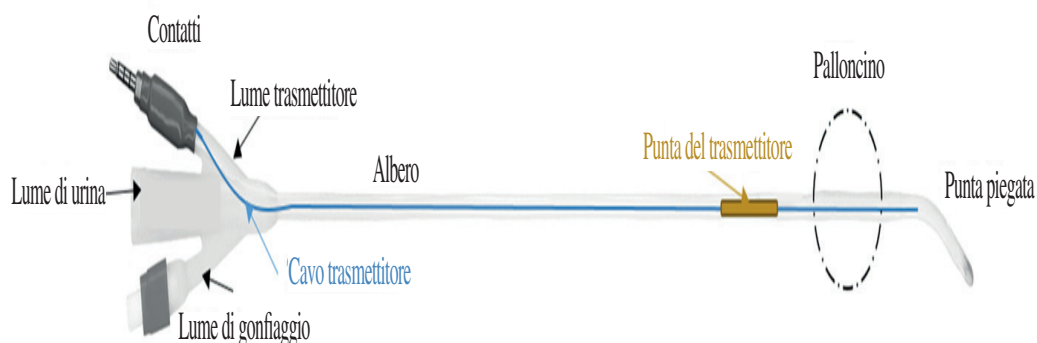 Contatti
Palloncino
Lume trasmettitore
Punta del trasmettitore
Albero
Lume di urina
Punta piegata
Cavo trasmettitore
Lume di gonfiaggio